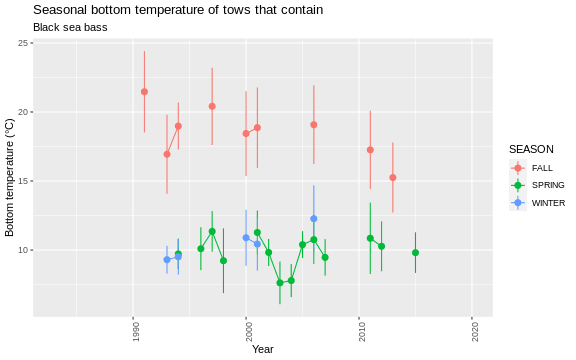 Seasonal bottom temperature of tows that contain
Black sea bass
25
20
15
10
Bottom temperature (°C)
1990
2000
2010
2020
Year
SEASON
FALL
SPRING
WINTER